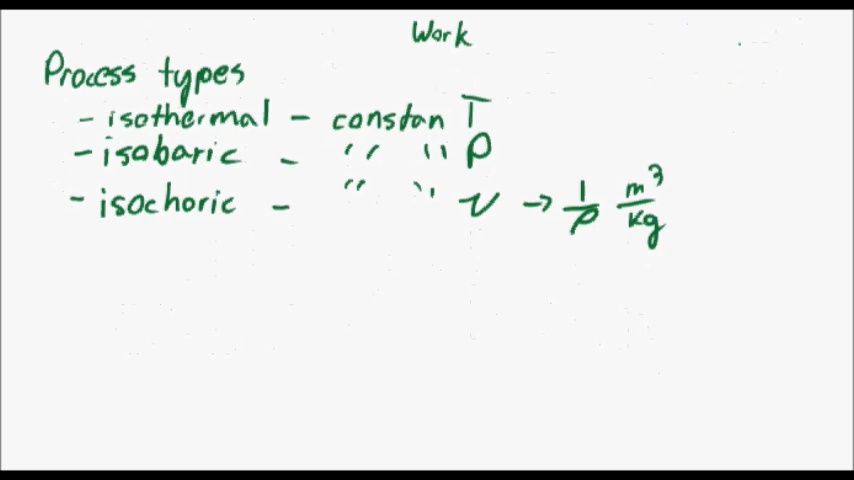 Work
Process types
- isothermal - constan T
- isobaric - " " P
- isochoric - " " v → 1/ρ m³/kg